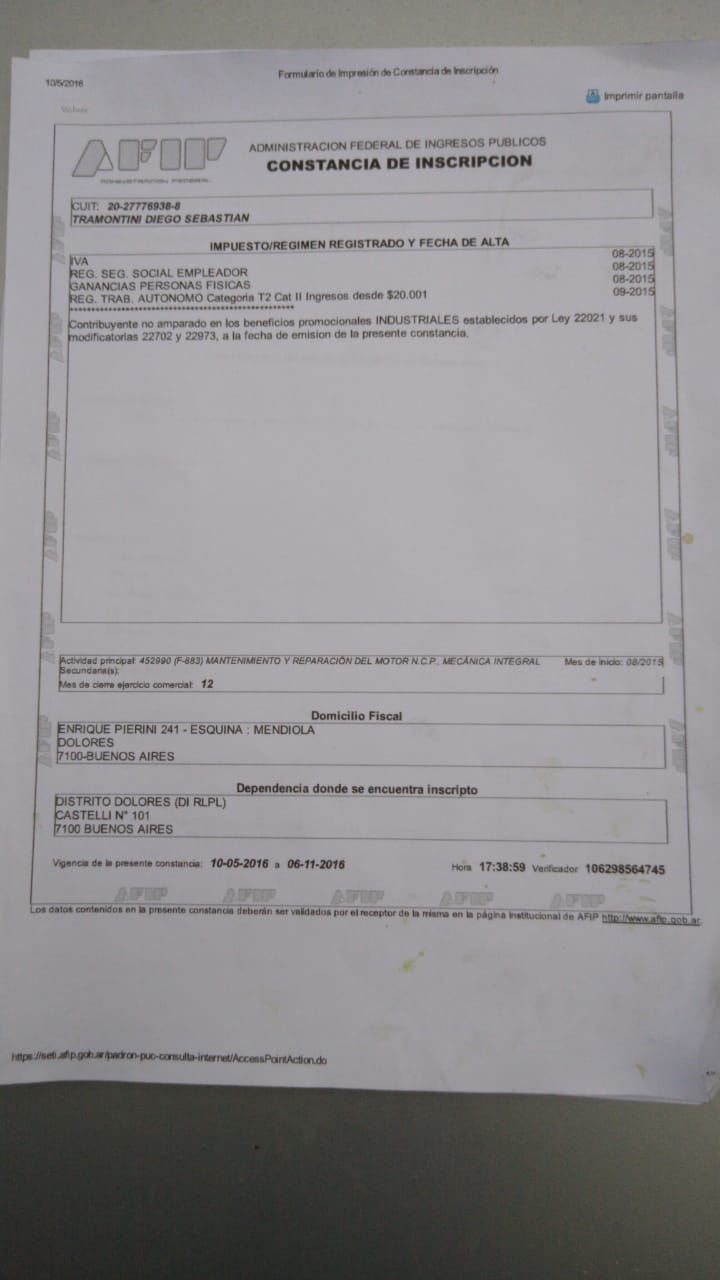 10/5/2016
Formulario de Impresión de Constancia de Inscripción
Imprimir pantalla
Volver
AFIP
ADMINISTRACION FEDERAL
ADMINISTRACION FEDERAL DE INGRESOS PUBLICOS
CONSTANCIA DE INSCRIPCION
CUIT: 20-27776938-8
TRAMONTINI DIEGO SEBASTIAN
IMPUESTO/REGIMEN REGISTRADO Y FECHA DE ALTA
IVA 08-2015
REG. SEG. SOCIAL EMPLEADOR 08-2015
GANANCIAS PERSONAS FISICAS 08-2015
REG. TRAB. AUTONOMO Categoria T2 Cat II Ingresos desde $20.001 09-2015
Contribuyente no amparado en los beneficios promocionales INDUSTRIALES establecidos por Ley 22021 y sus
modificatorias 22702 y 22973, a la fecha de emision de la presente constancia.
Actividad principal: 452990 (F-883) MANTENIMIENTO Y REPARACIÓN DEL MOTOR N.C.P., MECÁNICA INTEGRAL Mes de inicio: 08/2015
Secundaria(s):
Mes de cierre ejercicio comercial: 12
Domicilio Fiscal
ENRIQUE PIERINI 241 - ESQUINA : MENDIOLA
DOLORES
7100-BUENOS AIRES
Dependencia donde se encuentra inscripto
DISTRITO DOLORES (DI RLPL)
CASTELLI N° 101
7100 BUENOS AIRES
Vigencia de la presente constancia: 10-05-2016 a 06-11-2016 Hora 17:38:59 Verificador 106298564745
AFIP AFIP AFIP AFIP AFIP
Los datos contenidos en la presente constancia deberán ser validados por el receptor de la misma en la página institucional de AFIP http://www.afip.gob.ar.
https://seti.afip.gob.ar/padron-puc-consulta-internet/AccessPointAction.do